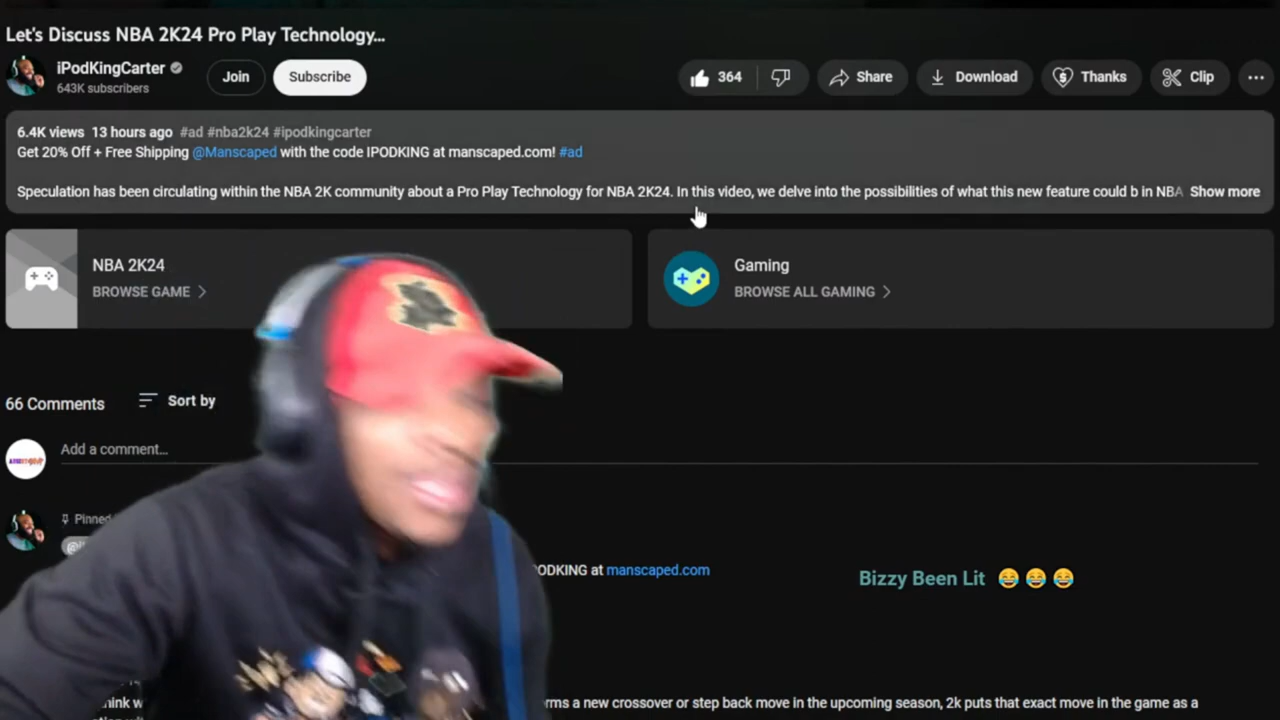 Let's Discuss NBA 2K24 Pro Play Technology...
iPodKingCarter
643K subscribers
Join
Subscribe
364
Share
Download
Thanks
Clip
6.4K views 13 hours ago #ad #nba2k24 #ipodkingcarter
Get 20% Off + Free Shipping @Manscaped with the code IPODKING at manscaped.com! #ad
Speculation has been circulating within the NBA 2K community about a Pro Play Technology for NBA 2K24. In this video, we delve into the possibilities of what this new feature could b in NBA Show more
NBA 2K24
BROWSE GAME
Gaming
BROWSE ALL GAMING
66 Comments
Sort by
Add a comment...
Pinned
ODKING at manscaped.com
Bizzy Been Lit 😂😂😂
rms a new crossover or step back move in the upcoming season, 2k puts that exact move in the game as a